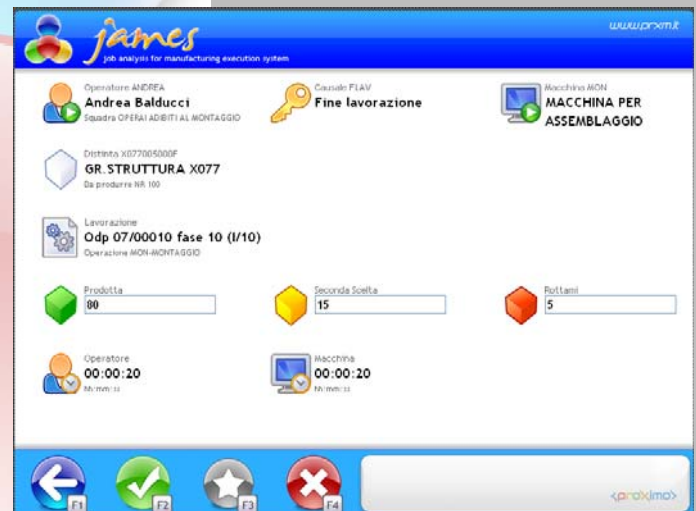 james
www.prxm.it
job analysis for manufacturing execution system
Operatore ANDREA
Andrea Balducci
Squadra OPERAI ADIBITI AL MONTAGGIO
Causale FLAV
Fine lavorazione
Macchina MON
MACCHINA PER
ASSEMBLAGGIO
Distinta X077005000F
GR.STRUTTURA X077
Da produrre NR 100
Lavorazione
Odp 07/00010 fase 10 (I/10)
Operazione MON-MONTAGGIO
Prodotta
80
Seconda Scelta
15
Rottami
5
Operatore
00:00:20
hh:mm:ss
Macchina
00:00:20
hh:mm:ss
F1
F2
F3
F4
<proximo>